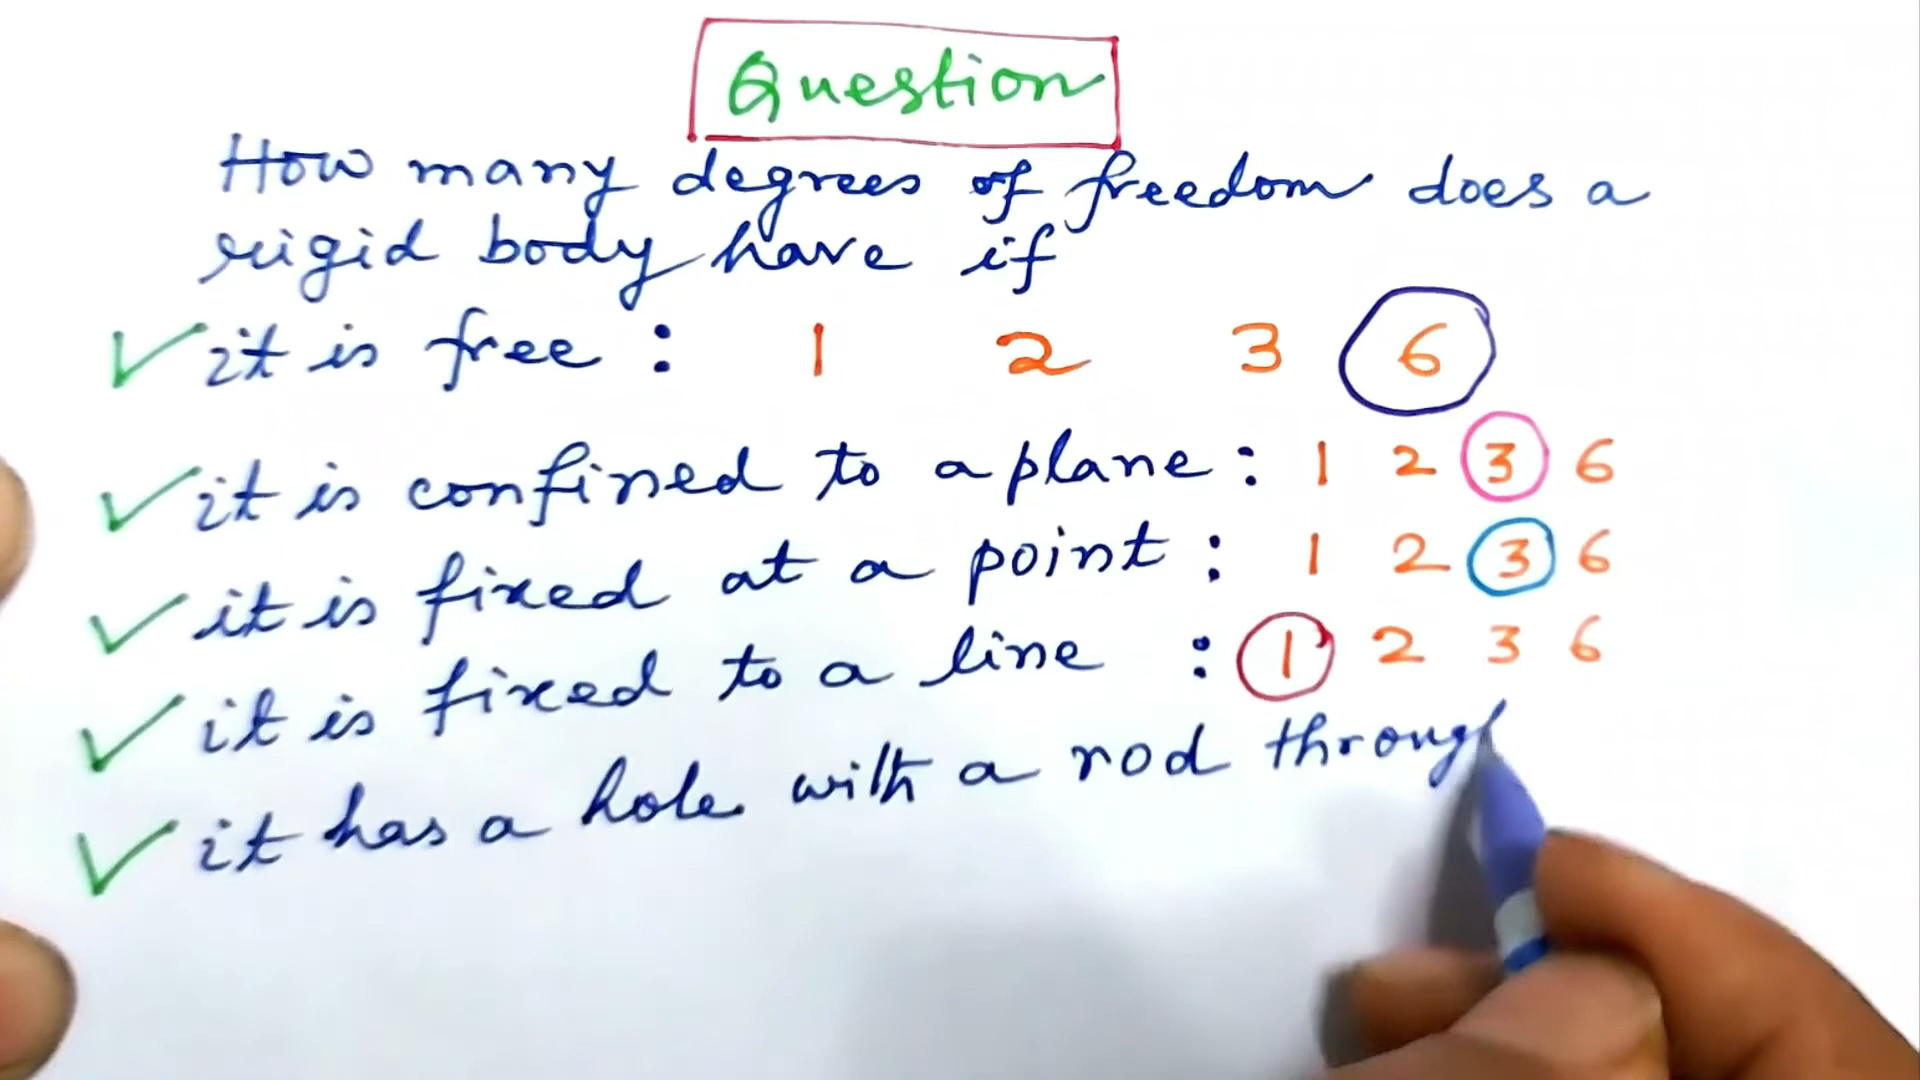 Question
How many degrees of freedom does a
rigid body have if
it is free : 1 2 3 6
it is confined to a plane : 1 2 3 6
it is fixed at a point : 1 2 3 6
it is fixed to a line : 1 2 3 6
it has a hole with a rod through